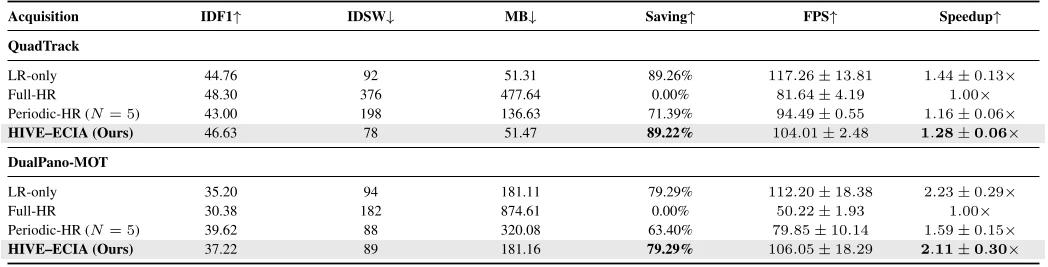 Acquisition IDF1↑ IDSW↓ MB↓ Saving↑ FPS↑ Speedup↑
QuadTrack
LR-only 44.76 92 51.31 89.26% 117.26 ± 13.81 1.44 ± 0.13×
Full-HR 48.30 376 477.64 0.00% 81.64 ± 4.19 1.00×
Periodic-HR (N = 5) 43.00 198 136.63 71.39% 94.49 ± 0.55 1.16 ± 0.06×
HIVE–ECIA (Ours) 46.63 78 51.47 89.22% 104.01 ± 2.48 1.28 ± 0.06×
DualPano-MOT
LR-only 35.20 94 181.11 79.29% 112.20 ± 18.38 2.23 ± 0.29×
Full-HR 30.38 182 874.61 0.00% 50.22 ± 1.93 1.00×
Periodic-HR (N = 5) 39.62 88 320.08 63.40% 79.85 ± 10.14 1.59 ± 0.15×
HIVE–ECIA (Ours) 37.22 89 181.16 79.29% 106.05 ± 18.29 2.11 ± 0.30×